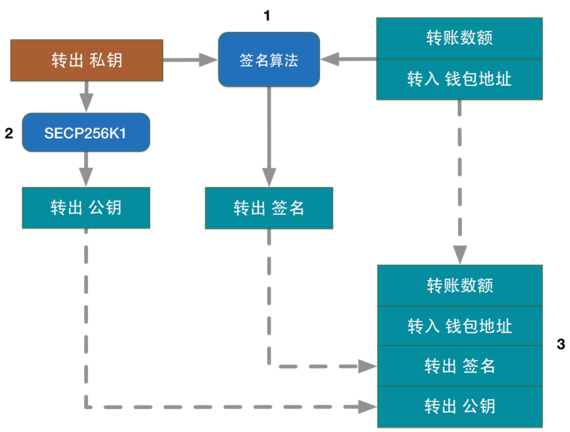 1
转出 私钥
签名算法
转账数额
转入 钱包地址
2
SECP256K1
转出 公钥
转出 签名
转账数额
转入 钱包地址
转出 签名
转出 公钥
3